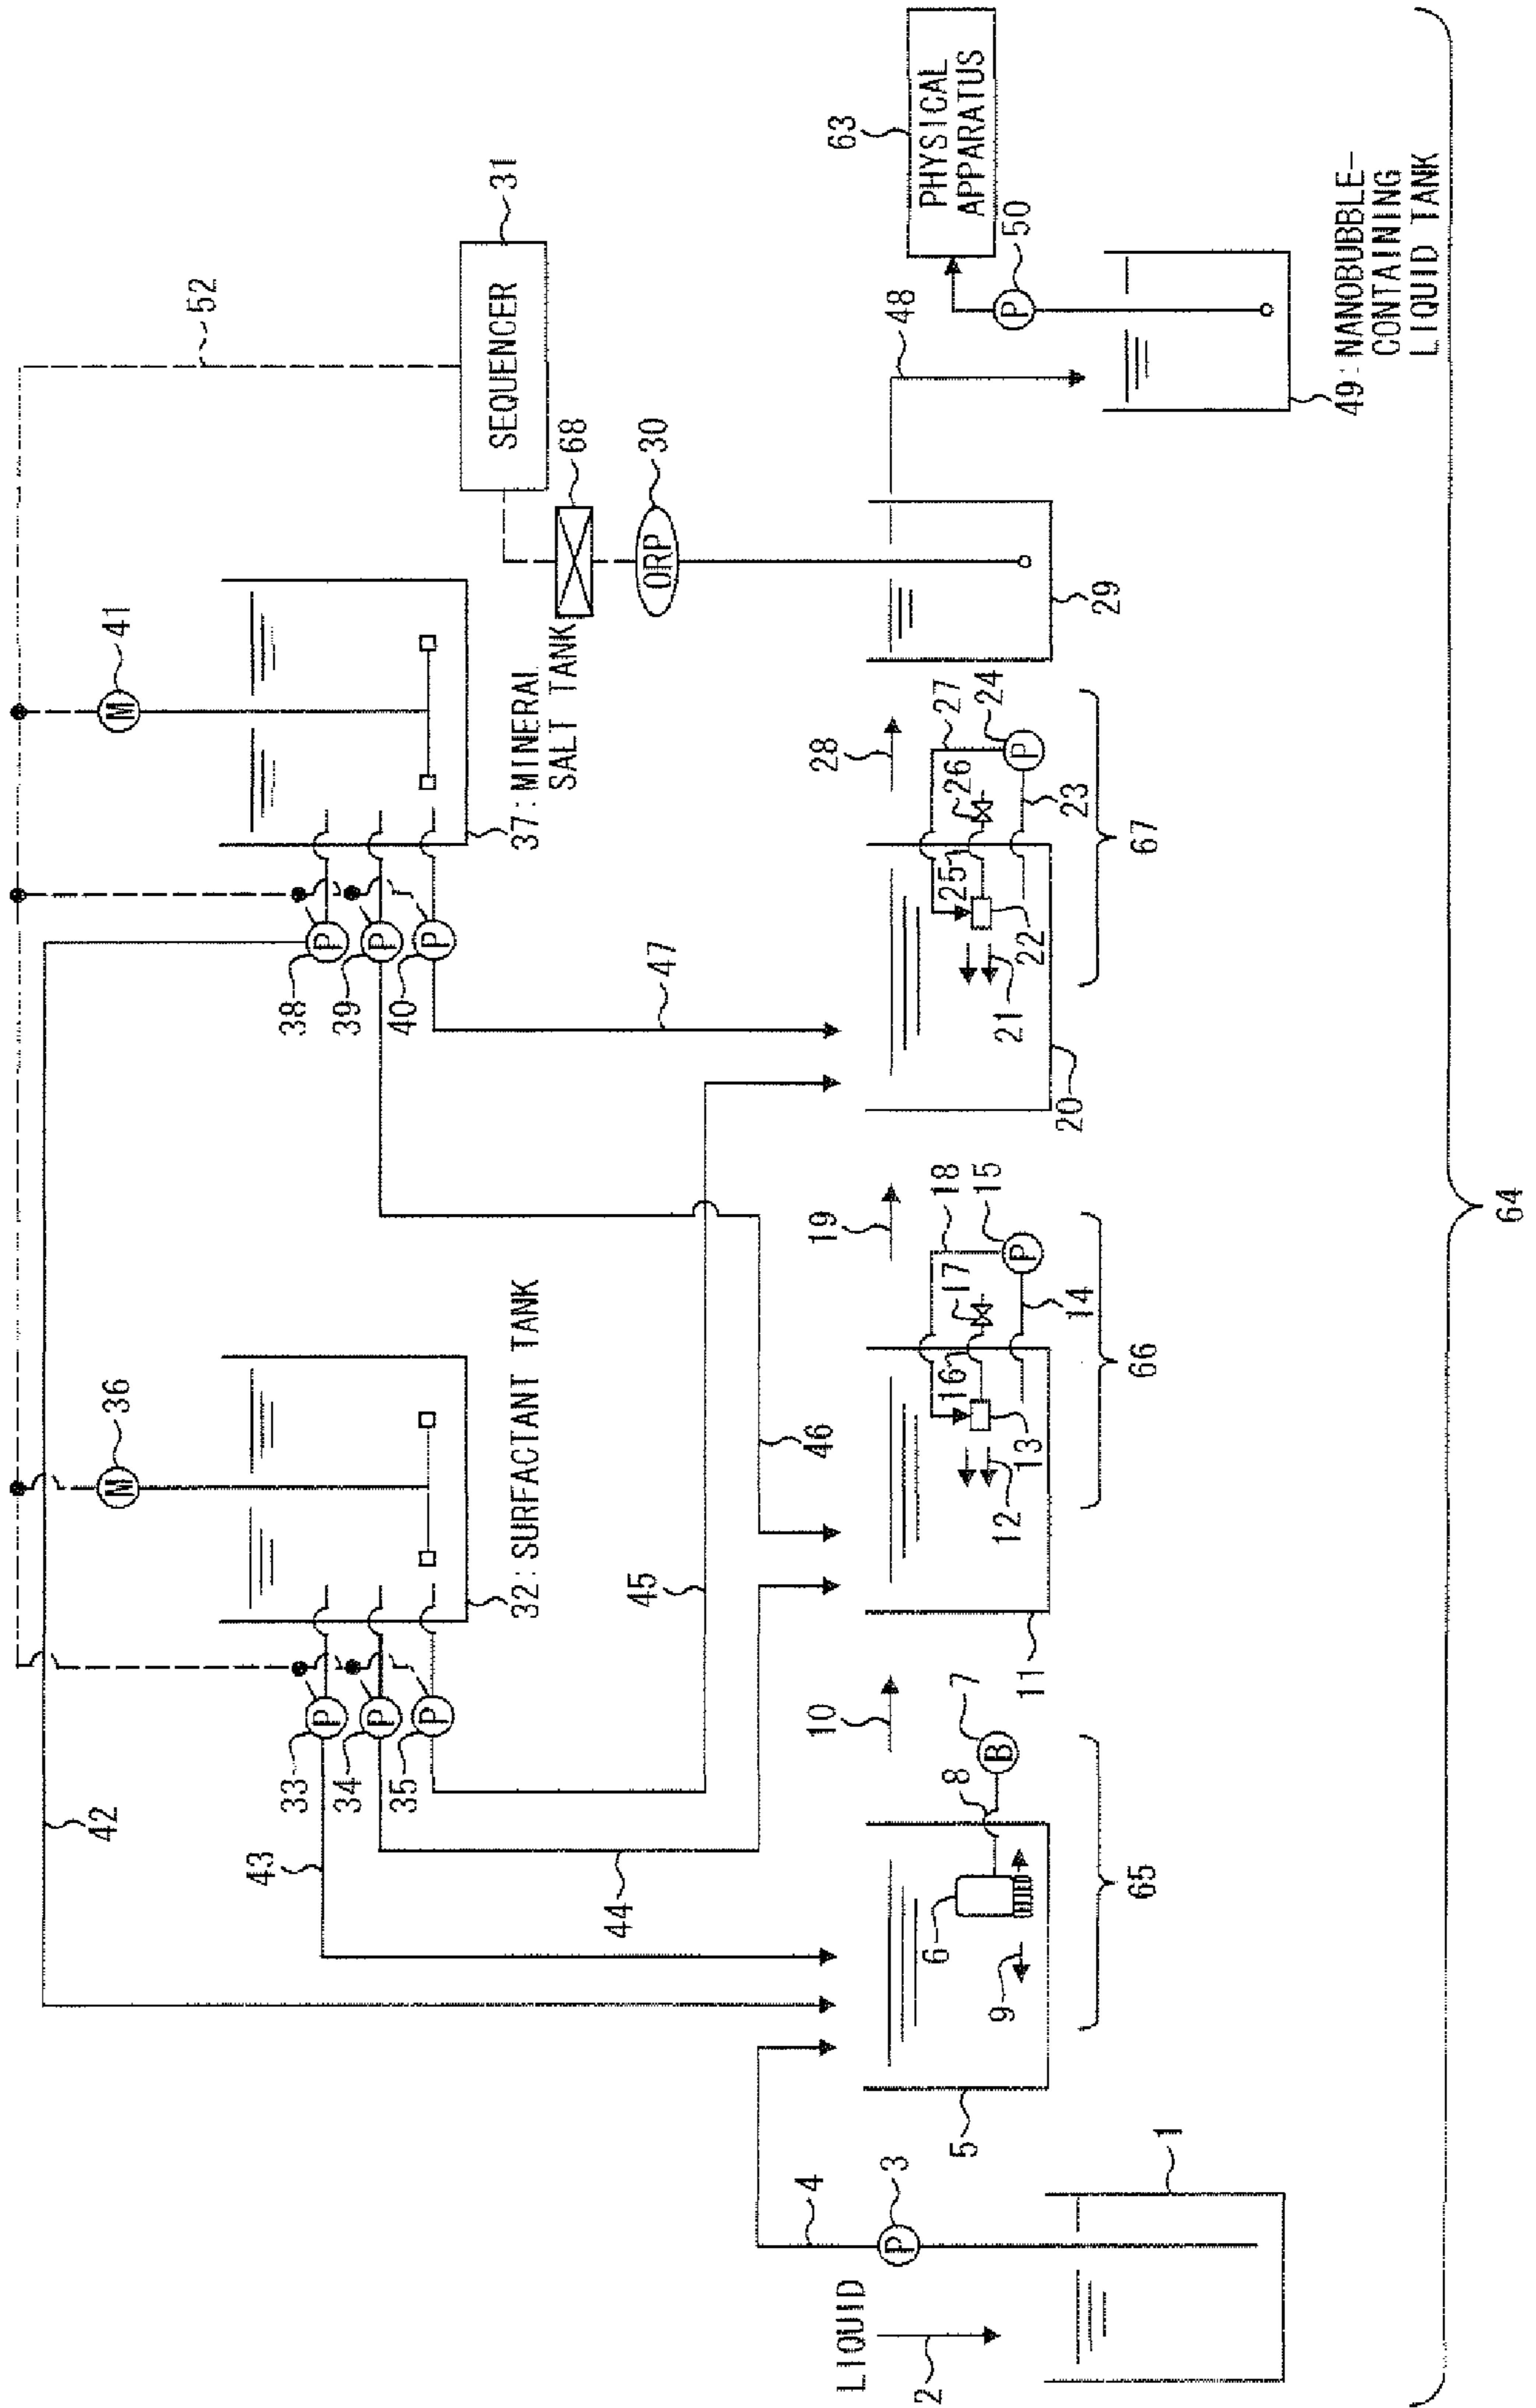 52
41
31
SEQUENCER
36
M
M
42
43
33
34
35
P
P
P
32:SURFACTANT TANK
38
39
40
P
P
P
37:MINERAL
SALT TANK
68
30
ORP
44
45
46
47
63
PHYSICAL
APPARATUS
50
P
48
LIQUID
2
4
3
P
1
5
6
7
B
8
9
10
65
11
12
13
14
15
P
16
17
18
19
66
20
21
22
23
24
P
25
26
27
28
67
29
49:NANOBUBBLE-
CONTAINING
LIQUID TANK
64